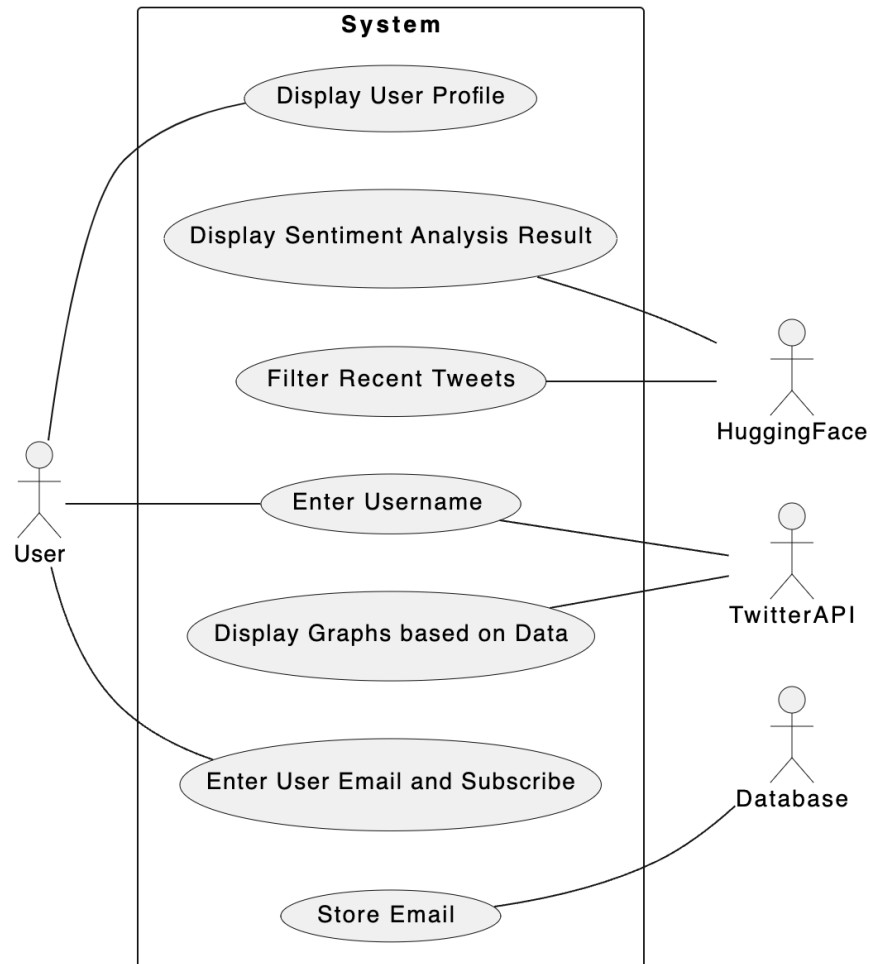 System
Display User Profile
Display Sentiment Analysis Result
Filter Recent Tweets
HuggingFace
Enter Username
User
TwitterAPI
Display Graphs based on Data
Enter User Email and Subscribe
Database
Store Email